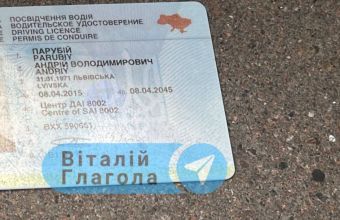 ПОСВІДЧЕННЯ ВОДІЯ
ВОДИТЕЛЬСКОЕ УДОСТОВЕРЕНИЕ
DRIVING LICENCE
PERMIS DE CONDUIRE
ПАРУБІЙ
PARUBIY
АНДРІЙ ВОЛОДИМИРОВИЧ
ANDRIY
31.01.1971 ЛЬВІВСЬКА
LVIVSKA
08.04.2015 08.04.2045
Центр ДАІ 8002
Centre of SAI 8002
Віталій
Глагола